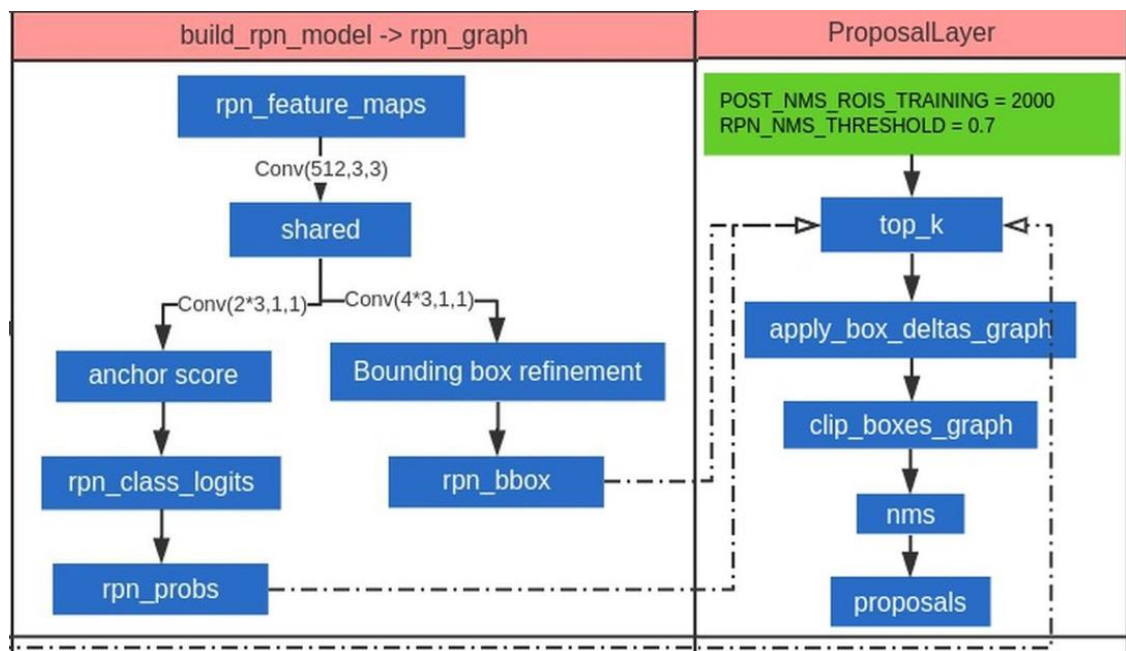 build_rpn_model -> rpn_graph
rpn_feature_maps
Conv(512,3,3)
shared
Conv(2*3,1,1)
Conv(4*3,1,1)
anchor score
Bounding box refinement
rpn_class_logits
rpn_bbox
rpn_probs
ProposalLayer
POST_NMS_ROIS_TRAINING = 2000
RPN_NMS_THRESHOLD = 0.7
top_k
apply_box_deltas_graph
clip_boxes_graph
nms
proposals